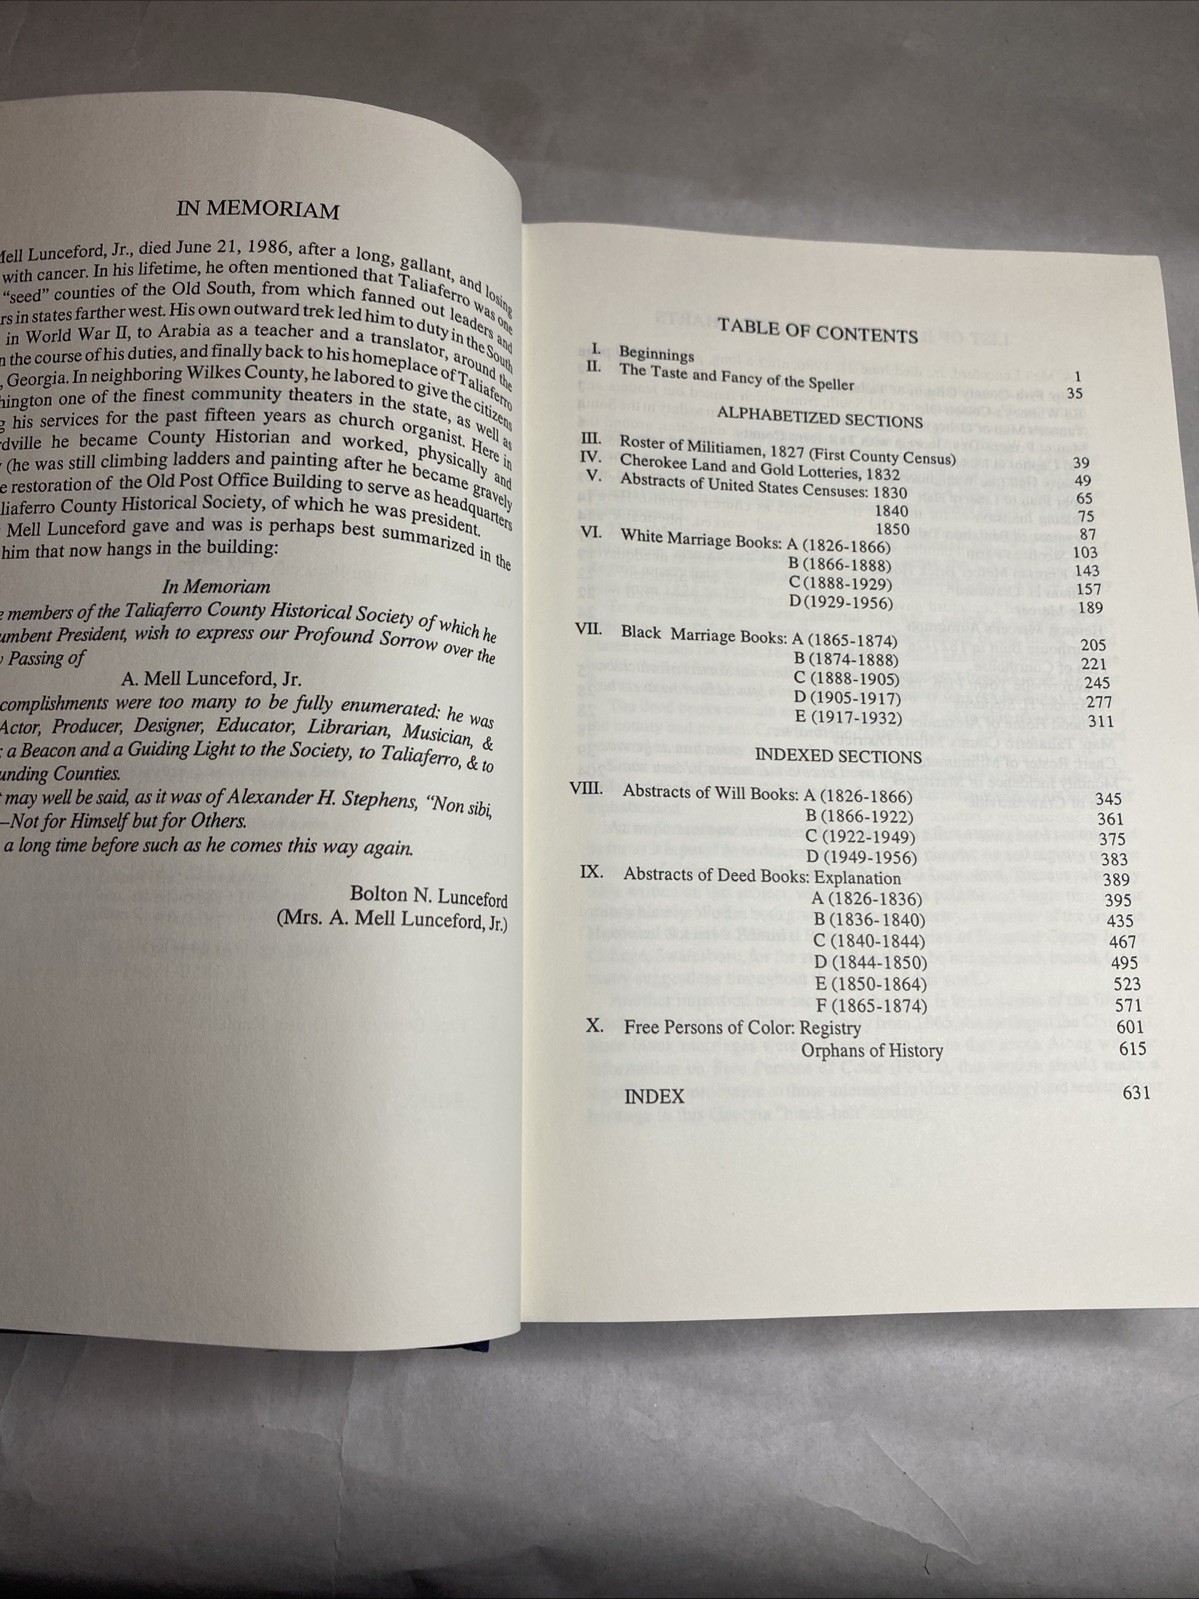 IN MEMORIAM
Mell Lunceford, Jr., died June 21, 1986, after a long, gallant, and losing
with cancer. In his lifetime, he often mentioned that Taliaferro was one
“seed” counties of the Old South, from which fanned out leaders and
rs in states farther west. His own outward trek led him to duty in the South
in World War II, to Arabia as a teacher and a translator, around the
n the course of his duties, and finally back to his homeplace of Taliaferro
, Georgia. In neighboring Wilkes County, he labored to give the citizens
hington one of the finest community theaters in the state, as well as
g his services for the past fifteen years as church organist. Here in
rdville he became County Historian and worked, physically and
(he was still climbing ladders and painting after he became gravely
e restoration of the Old Post Office Building to serve as headquarters
liaferro County Historical Society, of which he was president.
Mell Lunceford gave and was is perhaps best summarized in the
him that now hangs in the building:
In Memoriam
e members of the Taliaferro County Historical Society of which he
umbent President, wish to express our Profound Sorrow over the
Passing of
A. Mell Lunceford, Jr.
complishments were too many to be fully enumerated: he was
Actor, Producer, Designer, Educator, Librarian, Musician, &
a Beacon and a Guiding Light to the Society, to Taliaferro, & to
unding Counties.
may well be said, as it was of Alexander H. Stephens, “Non sibi,
—Not for Himself but for Others.
a long time before such as he comes this way again.
Bolton N. Lunceford
(Mrs. A. Mell Lunceford, Jr.)
TABLE OF CONTENTS
I. Beginnings 1
II. The Taste and Fancy of the Speller 35
ALPHABETIZED SECTIONS
III. Roster of Militiamen, 1827 (First County Census) 39
IV. Cherokee Land and Gold Lotteries, 1832 49
V. Abstracts of United States Censuses: 1830 65
1840 75
1850 87
VI. White Marriage Books: A (1826-1866) 103
B (1866-1888) 143
C (1888-1929) 157
D (1929-1956) 189
VII. Black Marriage Books: A (1865-1874) 205
B (1874-1888) 221
C (1888-1905) 245
D (1905-1917) 277
E (1917-1932) 311
INDEXED SECTIONS
VIII. Abstracts of Will Books: A (1826-1866) 345
B (1866-1922) 361
C (1922-1949) 375
D (1949-1956) 383
IX. Abstracts of Deed Books: Explanation 389
A (1826-1836) 395
B (1836-1840) 435
C (1840-1844) 467
D (1844-1850) 495
E (1850-1864) 523
F (1865-1874) 571
X. Free Persons of Color: Registry 601
Orphans of History 615
INDEX 631